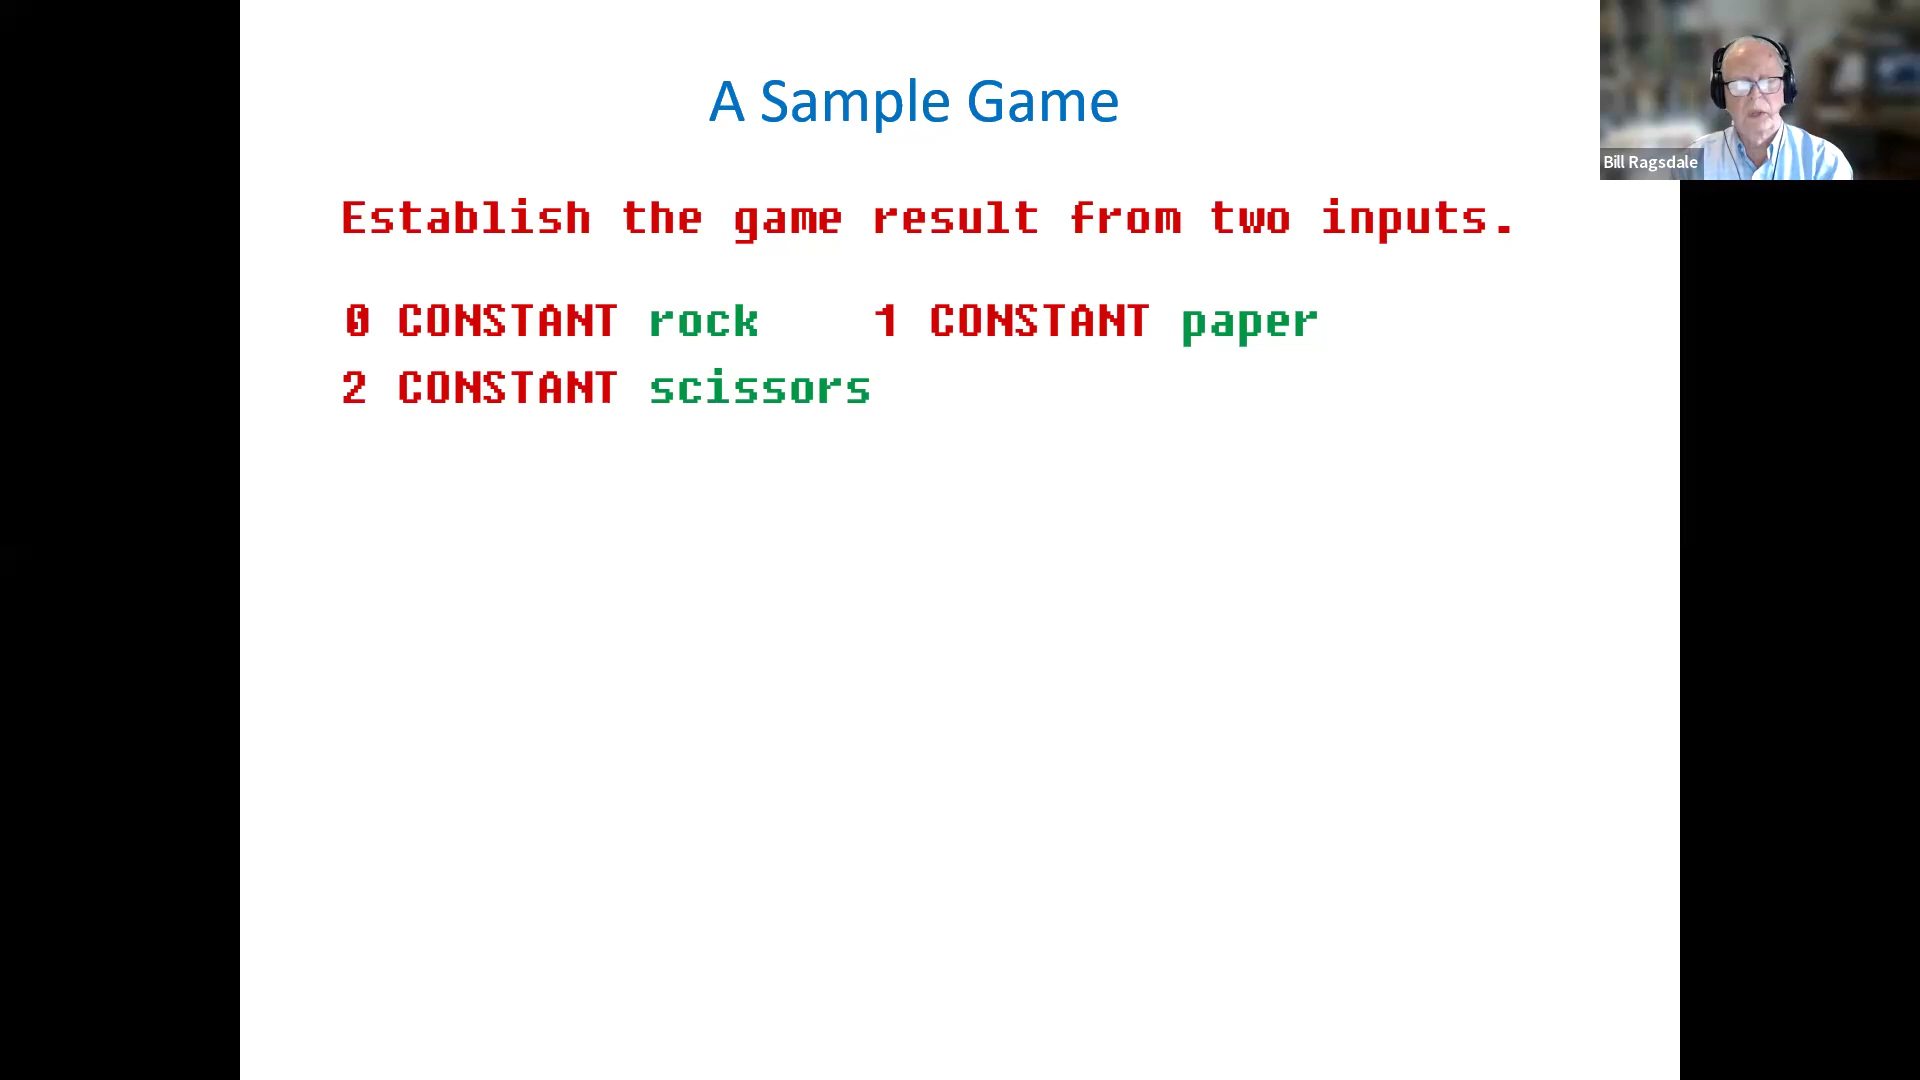 A Sample Game
Bill Ragsdale
Establish the game result from two inputs.
0 CONSTANT rock 1 CONSTANT paper
2 CONSTANT scissors